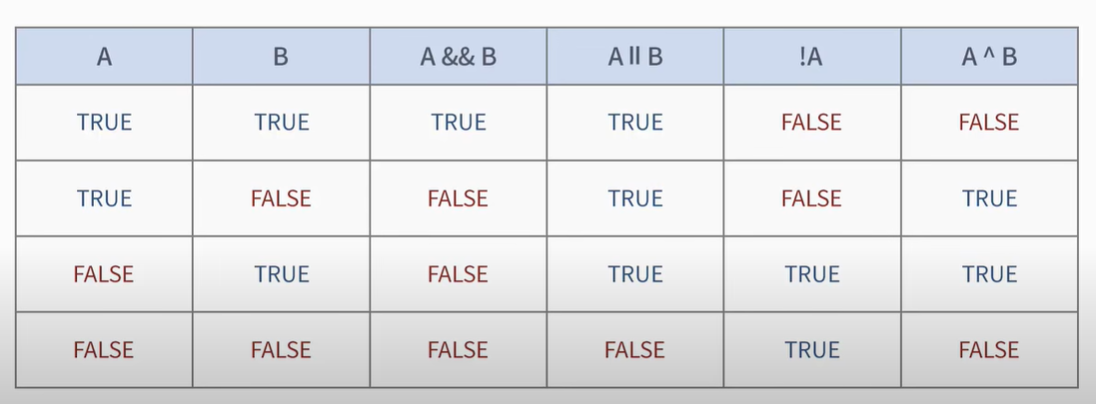 A B A && B A || B !A A ^ B
TRUE TRUE TRUE TRUE FALSE FALSE
TRUE FALSE FALSE TRUE FALSE TRUE
FALSE TRUE FALSE TRUE TRUE TRUE
FALSE FALSE FALSE FALSE TRUE FALSE